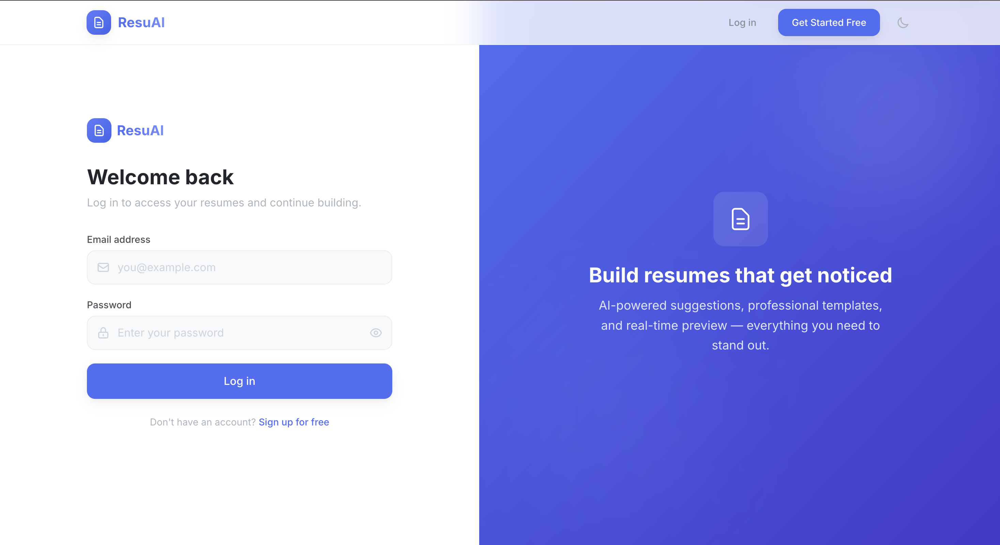 ResuAI
Log in
Get Started Free
ResuAI
Welcome back
Log in to access your resumes and continue building.
Email address
you@example.com
Password
Enter your password
Log in
Don't have an account? Sign up for free
Build resumes that get noticed
AI-powered suggestions, professional templates,
and real-time preview — everything you need to
stand out.